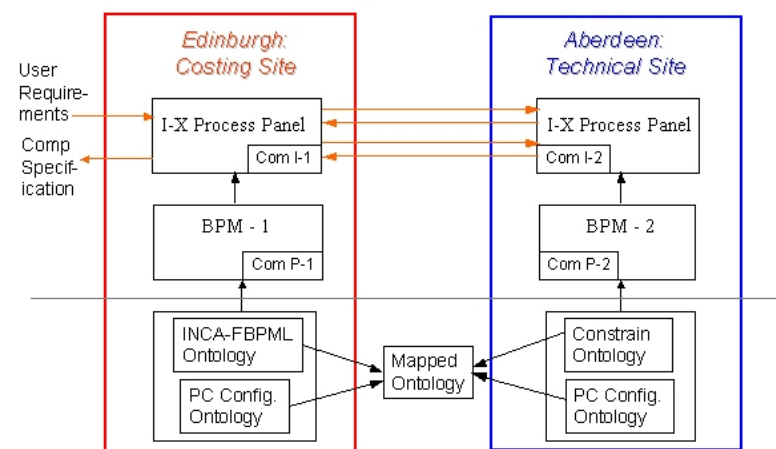 Edinburgh:
Costing Site
Aberdeen:
Technical Site
User
Require-
ments
Comp
Specif-
ication
I-X Process Panel
Com I-1
I-X Process Panel
Com I-2
BPM - 1
Com P-1
BPM - 2
Com P-2
INCA-FBPML
Ontology
PC Config.
Ontology
Mapped
Ontology
Constrain
Ontology
PC Config.
Ontology